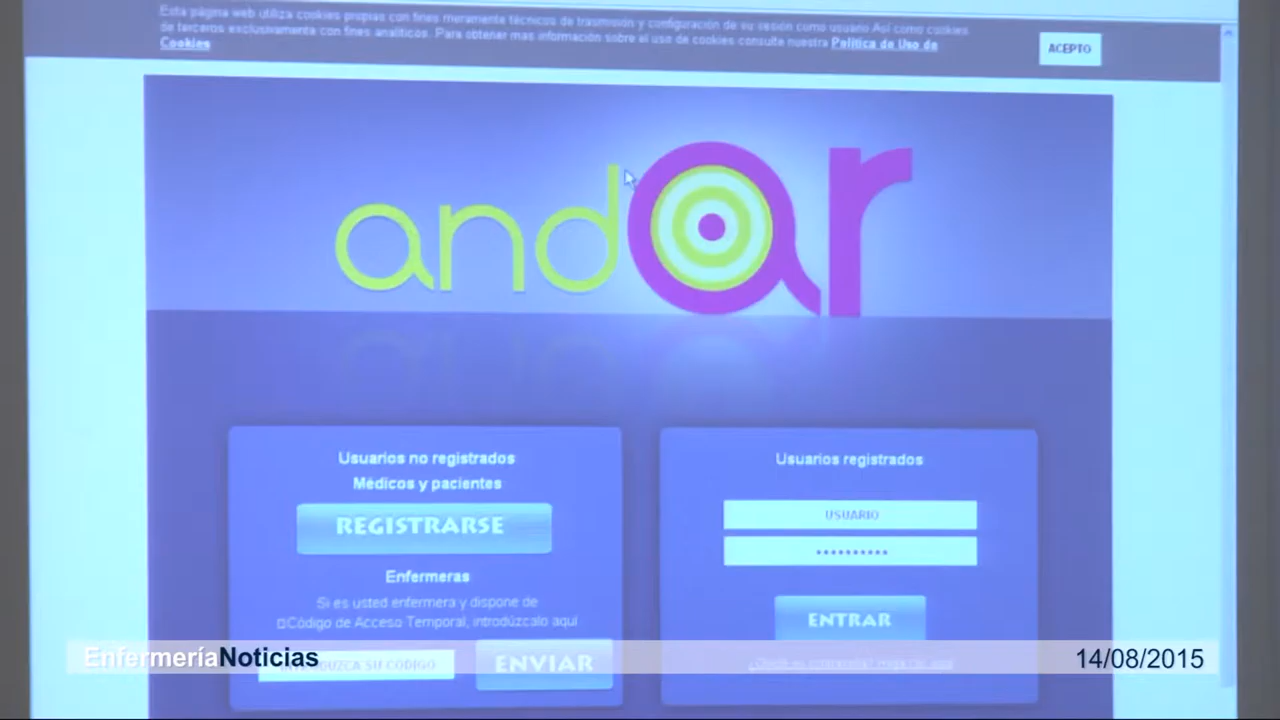 Esta página web utiliza cookies propias con fines meramente técnicos de trasmisión y configuración de su sesión como usuario Así como cookies
de terceros exclusivamente con fines analíticos. Para obtener mas información sobre el uso de cookies consulte nuestra Política de Uso de
Cookies
ACEPTO
andar
Usuarios no registrados
Médicos y pacientes
REGISTRARSE
Enfermeras
Si es usted enfermera y dispone de
Código de Acceso Temporal, introdúzcalo aquí
SU CÓDIGO
ENVIAR
Usuarios registrados
USUARIO
••••••••••
ENTRAR
EnfermeríaNoticias
14/08/2015